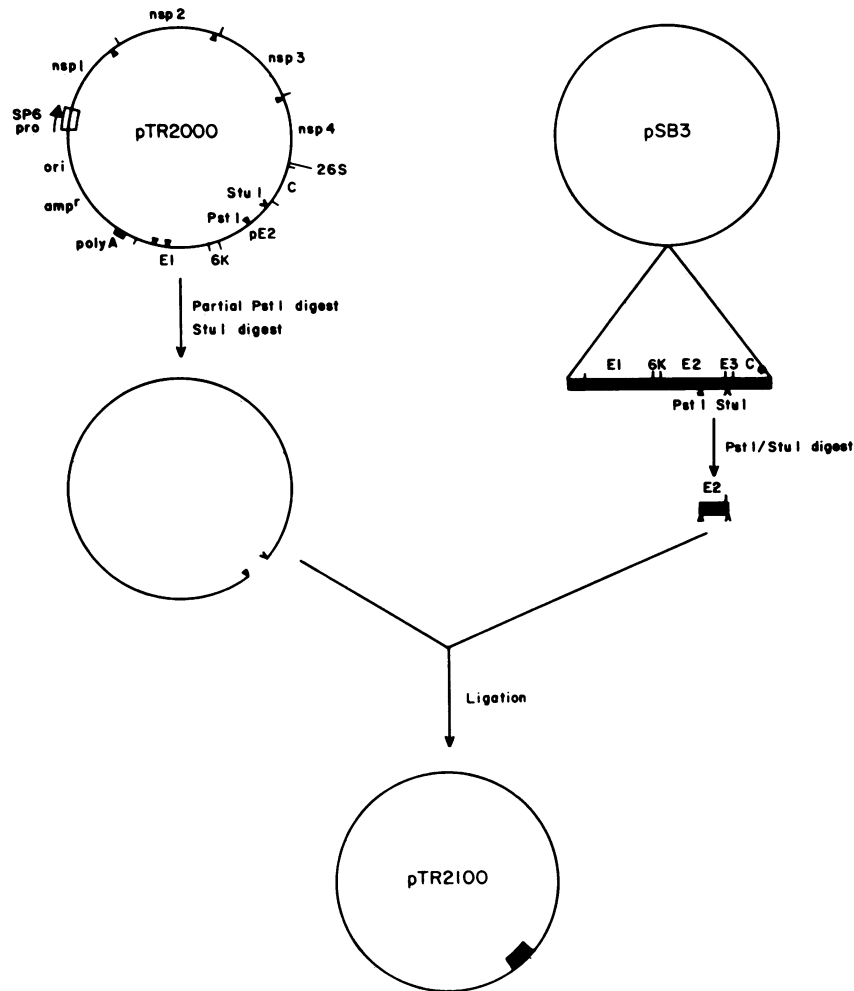 nsp2
nsp1
nsp3
SP6
pro
pTR2000
nsp4
ori
26S
Stu I
C
amp^r
Pst I
pE2
polyA
E1
6K
Partial Pst I digest
Stu I digest
pSB3
E1 6K E2 E3 C
Pst I Stu I
Pst I/Stu I digest
E2
Ligation
pTR2100